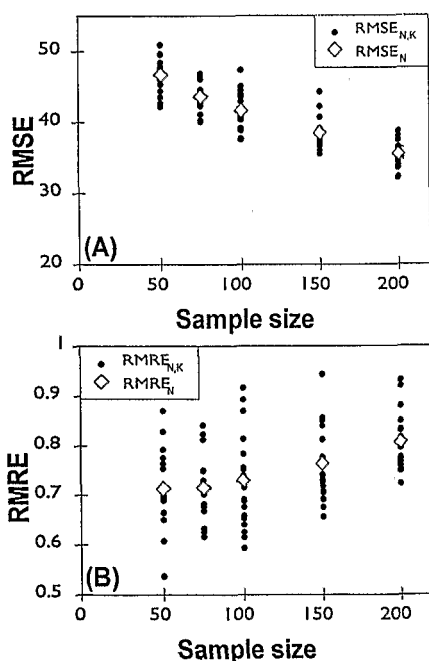 50
40
30
20
RMSE
RMSE_N,K
RMSE_N
(A)
0
50
100
150
200
Sample size
1
0.9
0.8
0.7
0.6
0.5
RMRE
RMRE_N,K
RMRE_N
(B)
0
50
100
150
200
Sample size